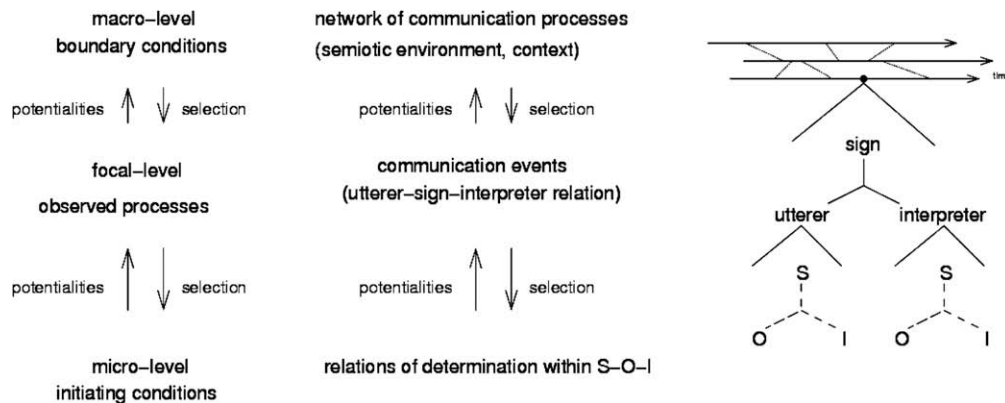 macro–level
boundary conditions
potentialities
selection
focal–level
observed processes
potentialities
selection
micro–level
initiating conditions
network of communication processes
(semiotic environment, context)
potentialities
selection
communication events
(utterer–sign–interpreter relation)
potentialities
selection
relations of determination within S–O–I
tim
sign
utterer
interpreter
S
O
I
S
O
I